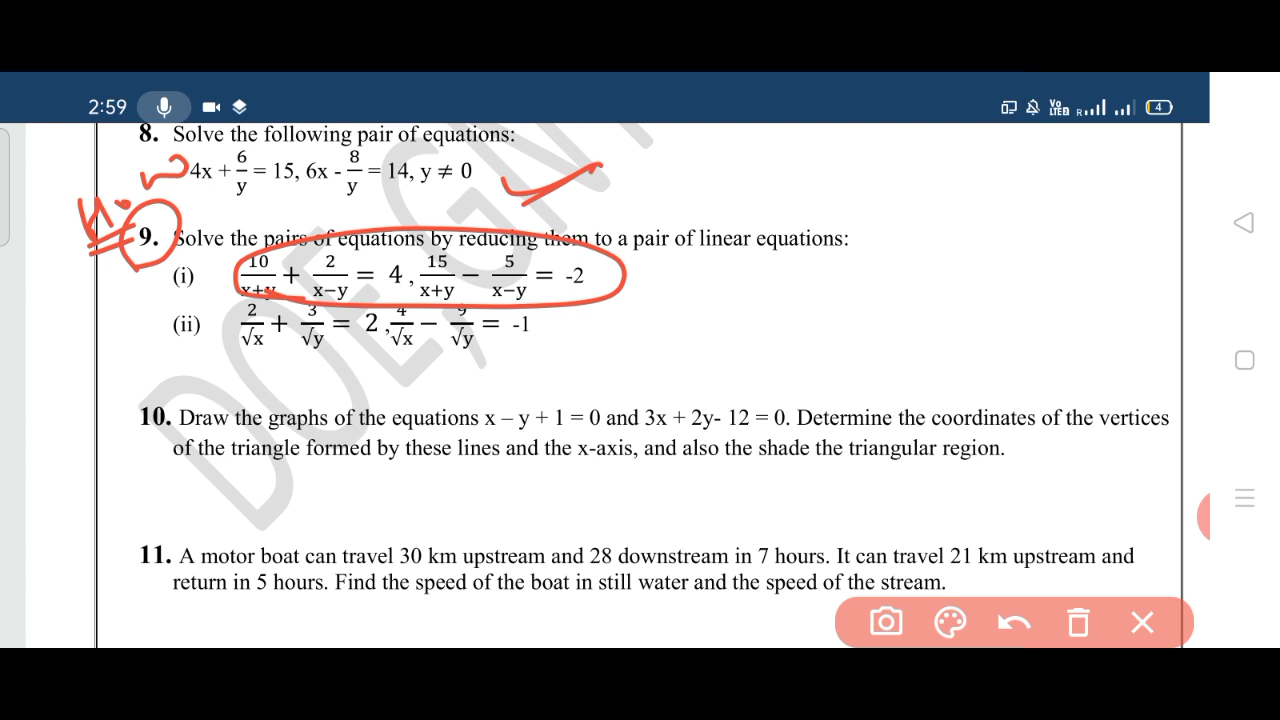 2:59 Vo LTE2 R 4
8. Solve the following pair of equations:
4x + 6/y = 15, 6x - 8/y = 14, y ≠ 0
H.
9. Solve the pairs of equations by reducing them to a pair of linear equations:
(i) 10/x+y + 2/x−y = 4 , 15/x+y − 5/x−y = -2
(ii) 2/√x + 3/√y = 2 , 4/√x − 9/√y = -1
10. Draw the graphs of the equations x – y + 1 = 0 and 3x + 2y- 12 = 0. Determine the coordinates of the vertices
of the triangle formed by these lines and the x-axis, and also the shade the triangular region.
11. A motor boat can travel 30 km upstream and 28 downstream in 7 hours. It can travel 21 km upstream and
return in 5 hours. Find the speed of the boat in still water and the speed of the stream.